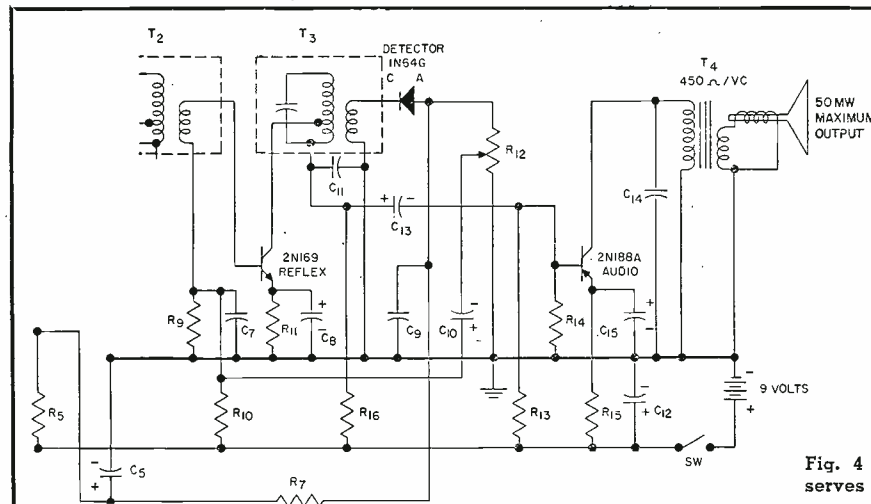 T2
T3
DETECTOR
1N64G
C A
T4
450 Ω/VC
50 MW
MAXIMUM
OUTPUT
R12
C11
+ -
C13
C14
2N169
REFLEX
2N188A
AUDIO
R9
C7
R11
+
-
C8
C9
-
C10
+
R14
+
C15
-
-
+
9 VOLTS
R5
R10
R16
R13
R15
-
C12
+
SW
-
C5
+
R7
Fig. 4
serves